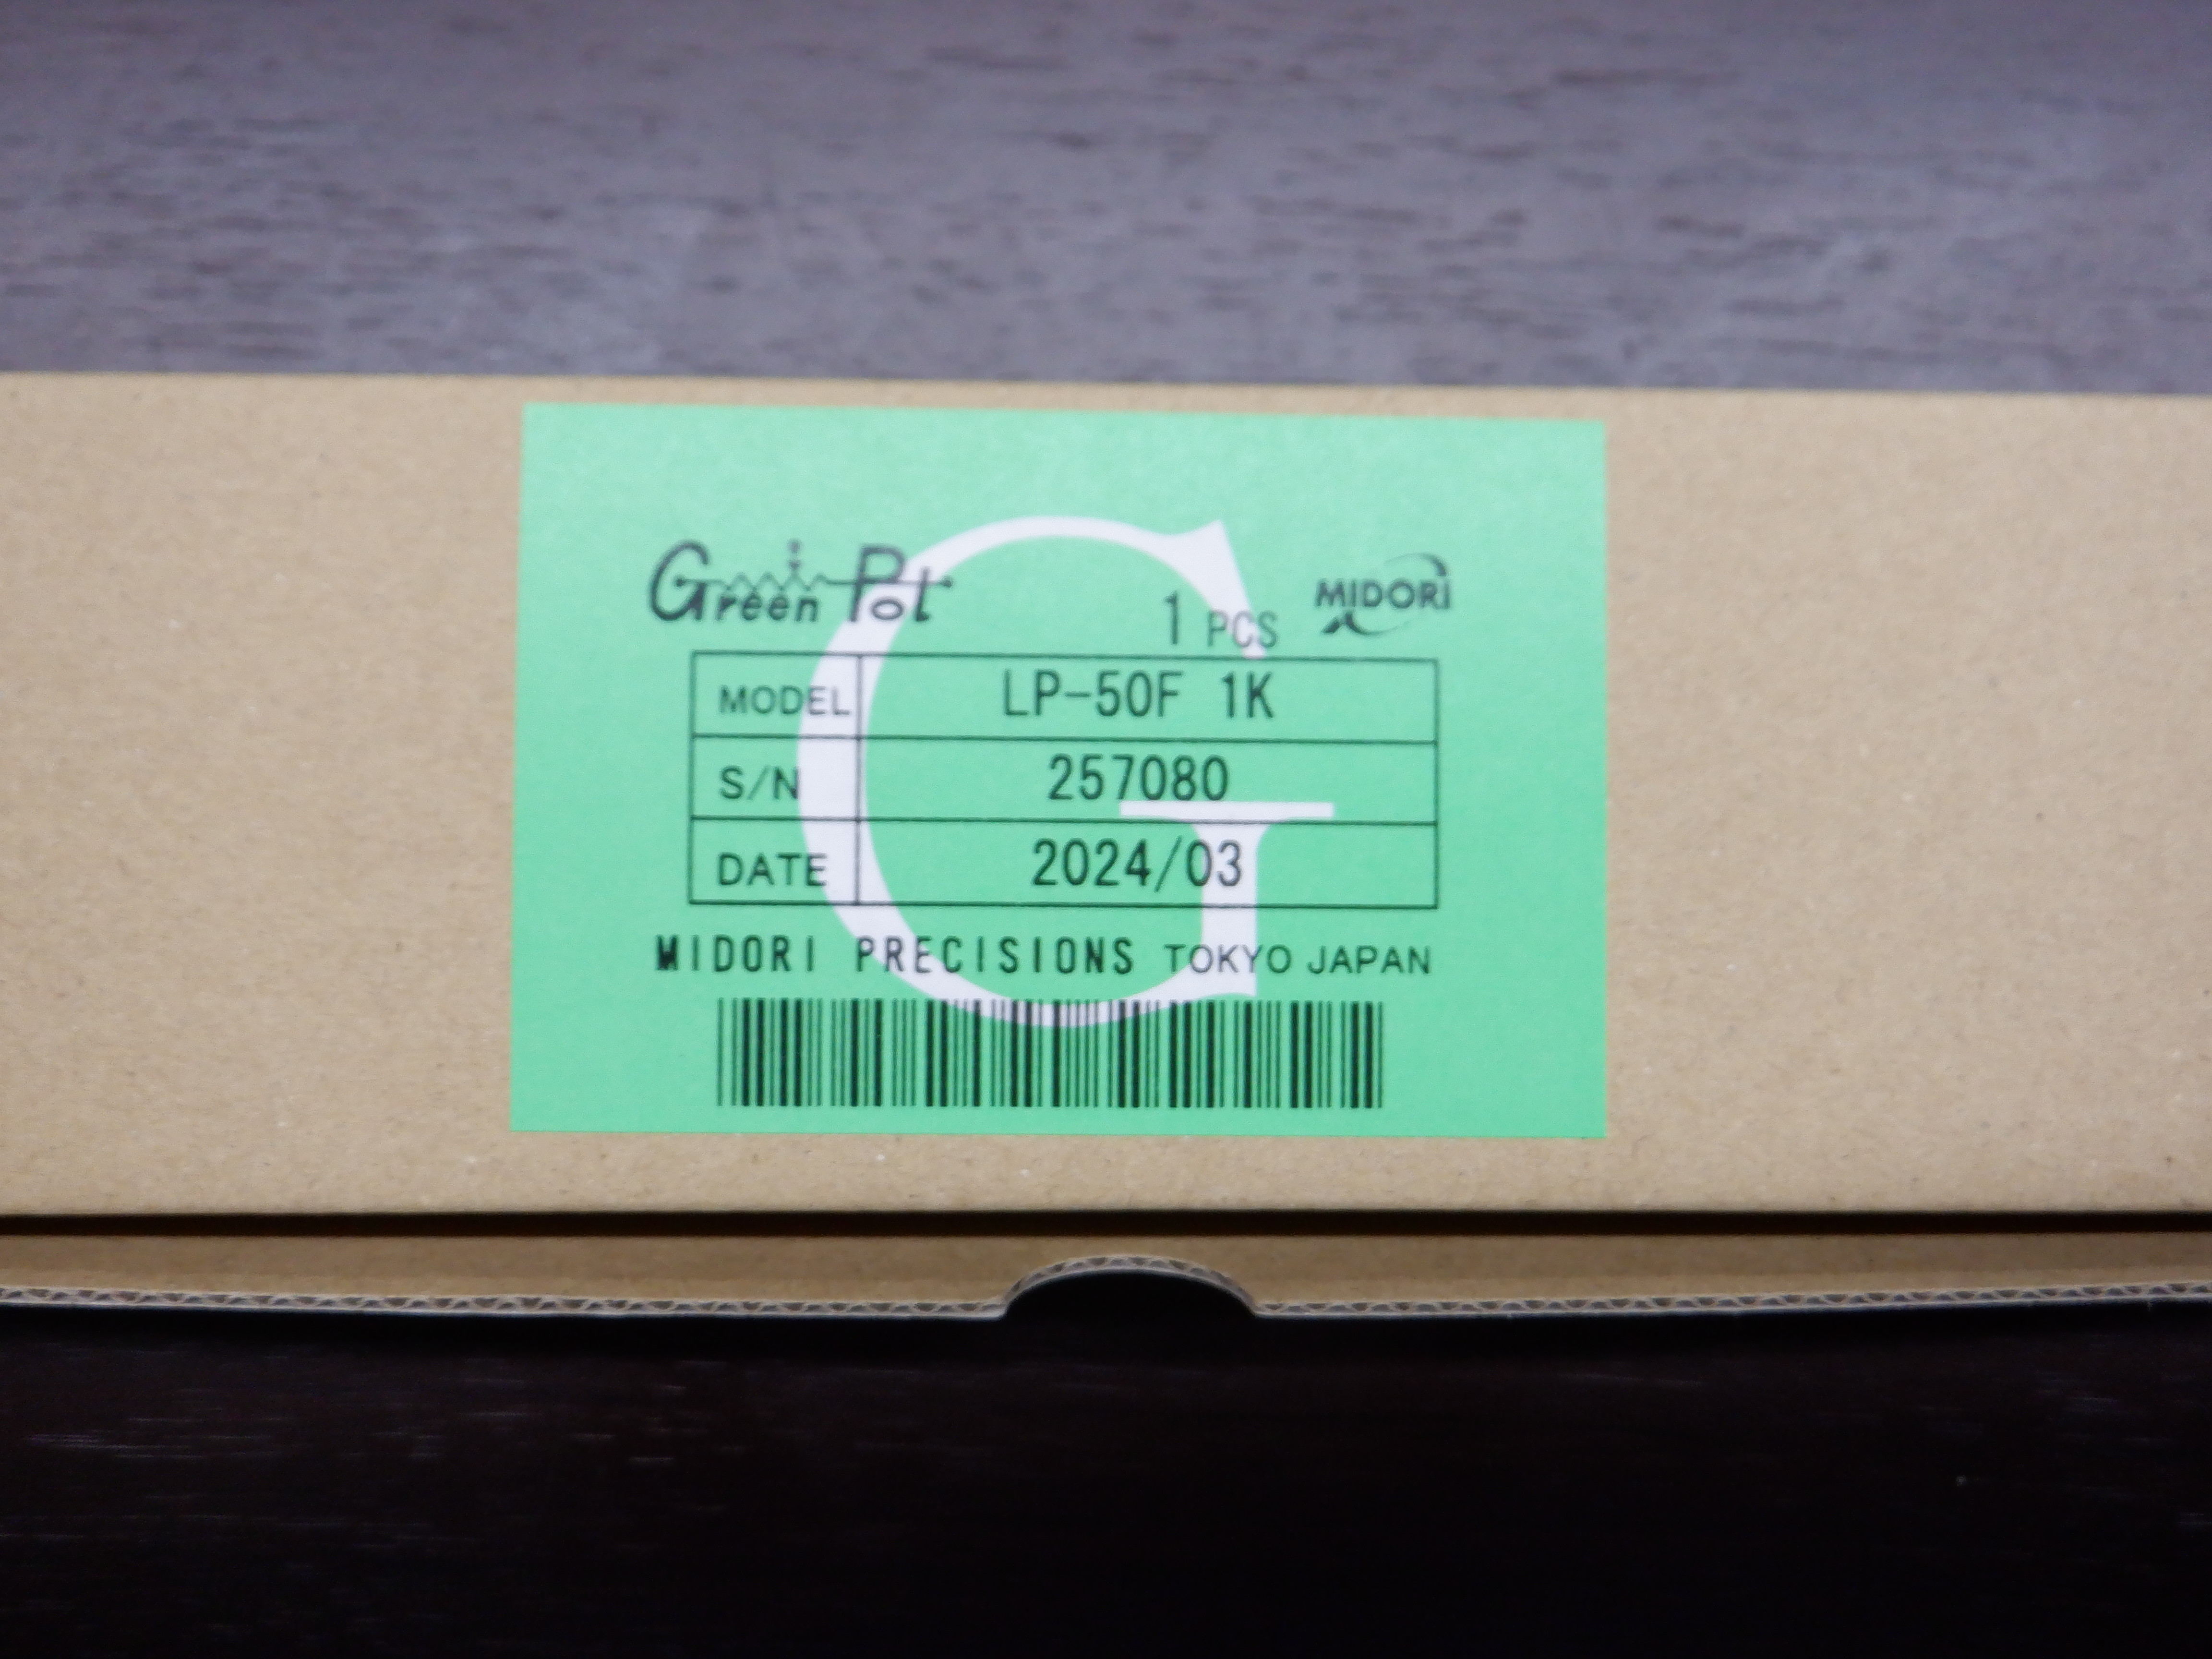 Green Pot
1 PCS
MIDORI
MODEL LP-50F 1K
S/N 257080
DATE 2024/03
MIDORI PRECISIONS TOKYO JAPAN
G